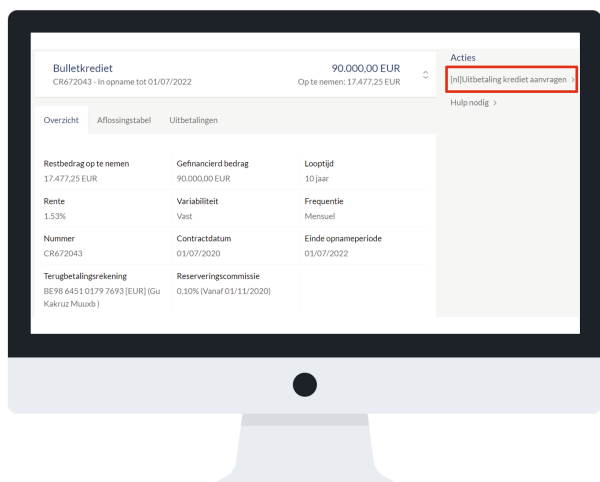 Bulletkrediet 90.000,00 EUR
CR672043 - In opname tot 01/07/2022 Op te nemen: 17.477,25 EUR
Acties
[nl]Uitbetaling krediet aanvragen >
Hulp nodig >
Overzicht Aflossingstabel Uitbetalingen
Restbedrag op te nemen Gefinancierd bedrag Looptijd
17.477,25 EUR 90.000,00 EUR 10 jaar
Rente Variabiliteit Frequentie
1.53% Vast Mensuel
Nummer Contractdatum Einde opnameperiode
CR672043 01/07/2020 01/07/2022
Terugbetalingsrekening Reserveringscommissie
BE98 6451 0179 7693 [EUR] (Gu 0,10% (Vanaf 01/11/2020)
Kakruz Muuxb )